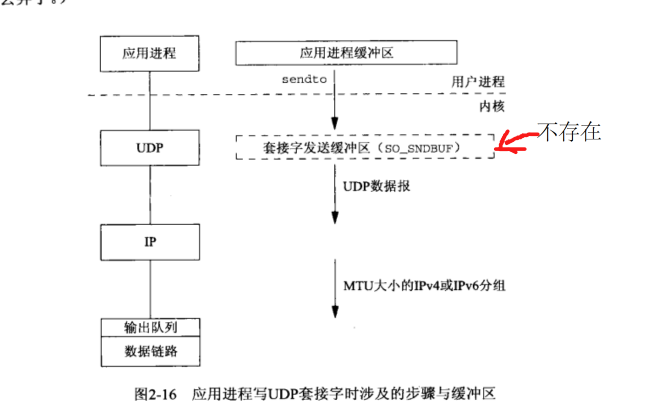 应用进程
应用进程缓冲区
sendto
用户进程
内核
不存在
UDP
套接字发送缓冲区（SO_SNDBUF）
UDP数据报
IP
MTU大小的IPv4或IPv6分组
输出队列
数据链路
图2-16 应用进程写UDP套接字时涉及的步骤与缓冲区